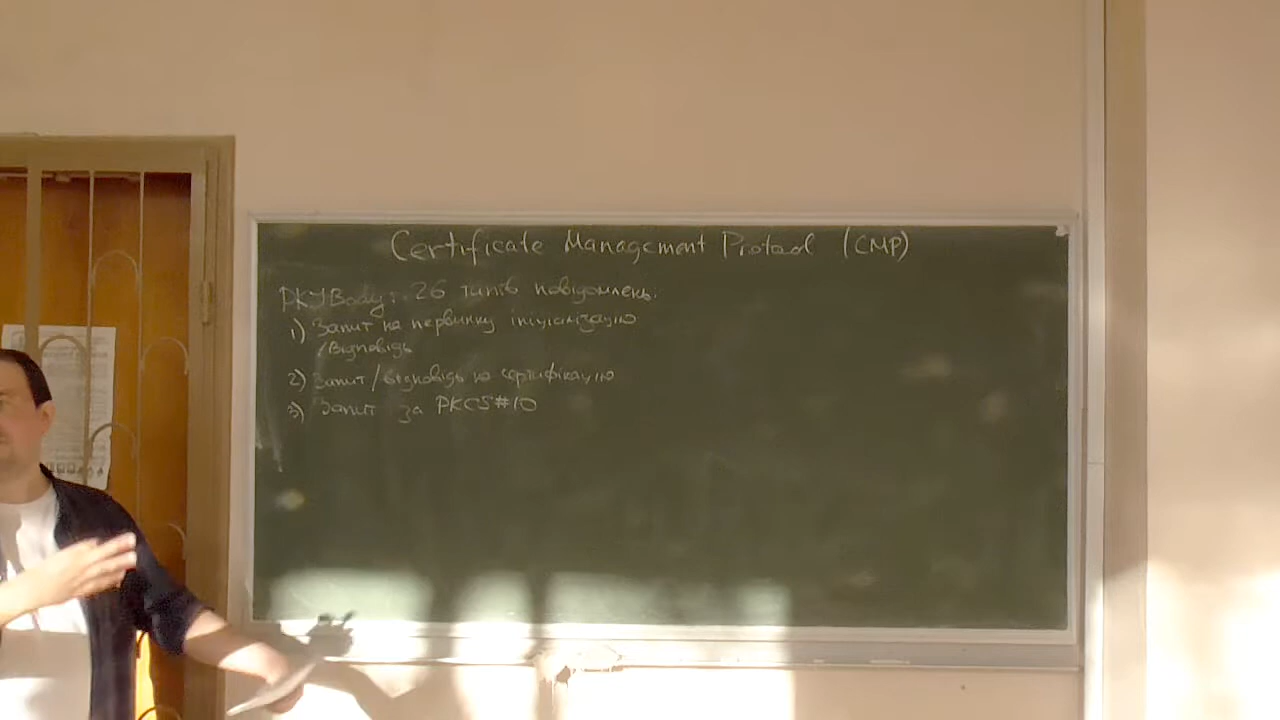 Certificate Management Protocol (CMP)
PKIBody: 26 типів повідомлень:
1) Запит на первинну ініціалізацію
/Відповідь
2) Запит/відповідь на сертифікацію
3) Запит за PKCS#10